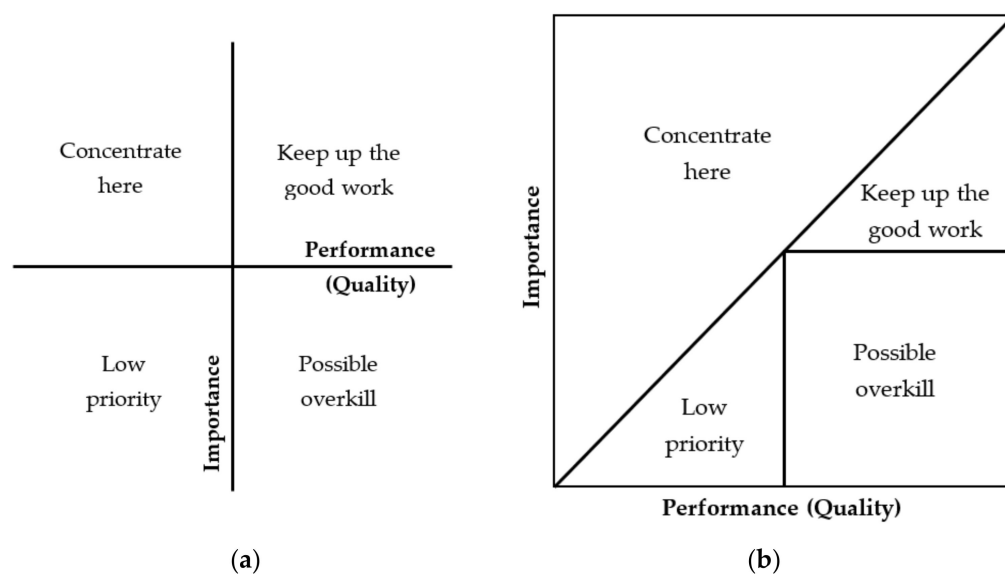 Concentrate
here
Keep up the
good work
Performance
(Quality)
Low
priority
Importance
Possible
overkill
(a)
Concentrate
here
Importance
Keep up the
good work
Possible
overkill
Low
priority
Performance (Quality)
(b)